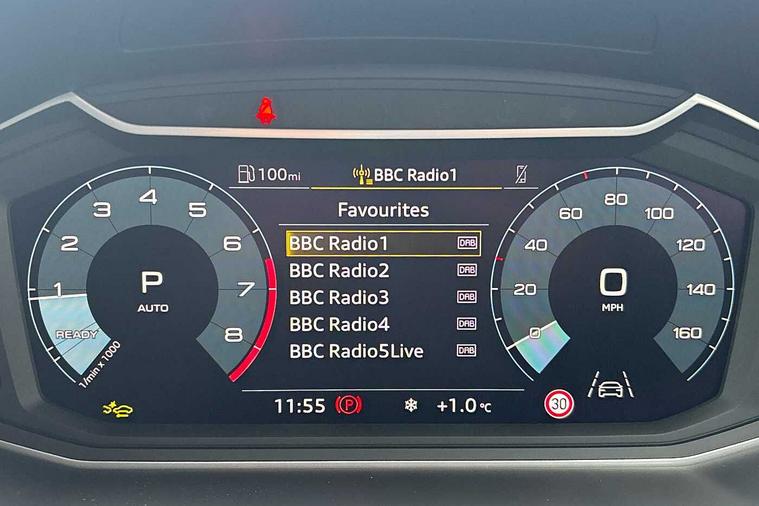 100mi
BBC Radio1
Favourites
BBC Radio1 DAB
BBC Radio2 DAB
BBC Radio3 DAB
BBC Radio4 DAB
BBC Radio5Live DAB
1 2 3 4 5 6 7 8
P
AUTO
READY
1/min x 1000
0 20 40 60 80 100 120 140 160
0
MPH
11:55 P +1.0 °C
30